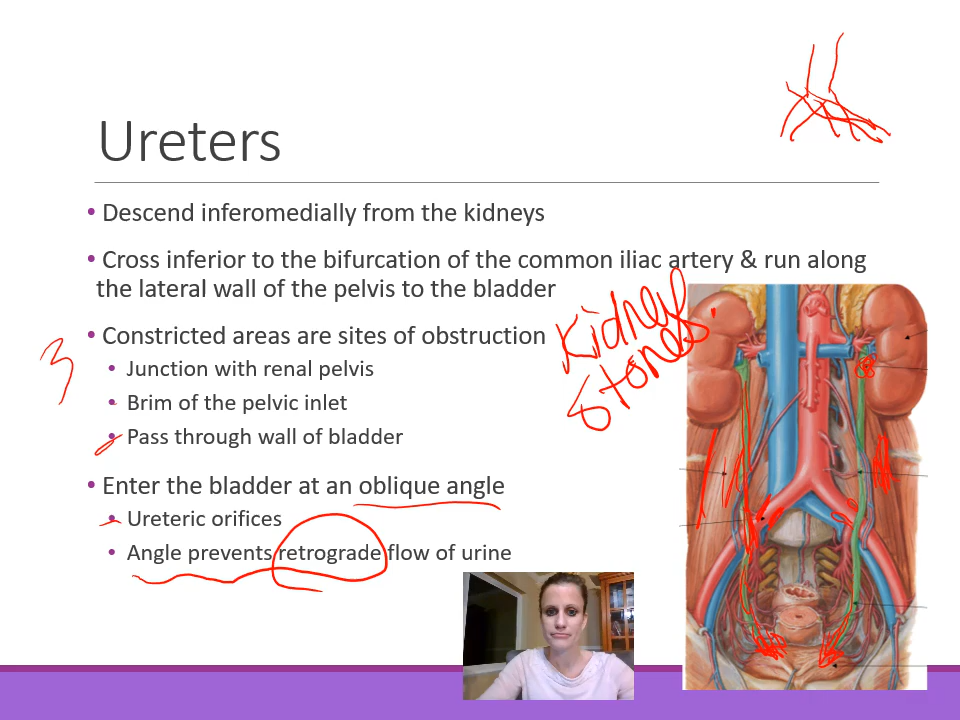 Ureters
• Descend inferomedially from the kidneys
• Cross inferior to the bifurcation of the common iliac artery & run along
the lateral wall of the pelvis to the bladder
• Constricted areas are sites of obstruction
3
• Junction with renal pelvis
• Brim of the pelvic inlet
• Pass through wall of bladder
Kidney
Stones
• Enter the bladder at an oblique angle
• Ureteric orifices
• Angle prevents retrograde flow of urine